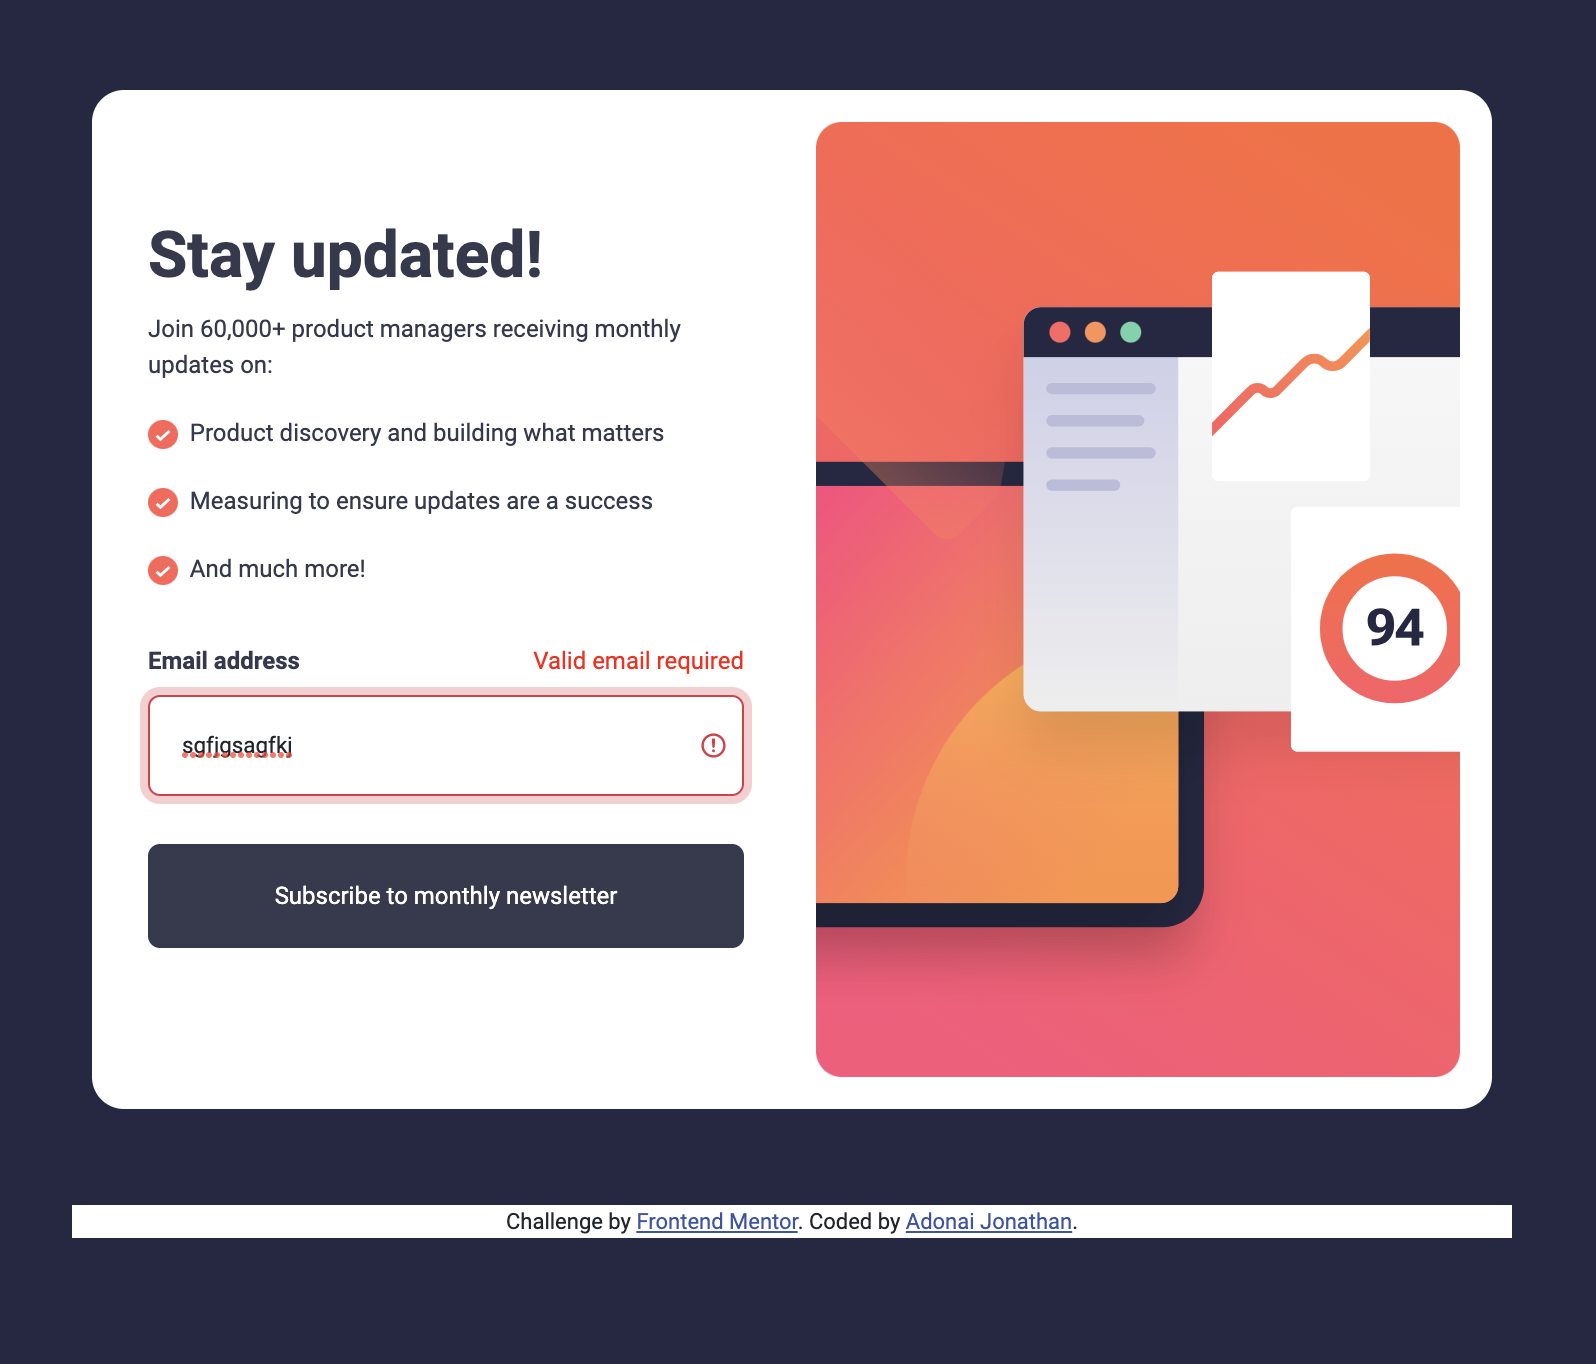 Stay updated!
Join 60,000+ product managers receiving monthly
updates on:
Product discovery and building what matters
Measuring to ensure updates are a success
And much more!
Email address
Valid email required
sgfigsagfki
Subscribe to monthly newsletter
94
Challenge by Frontend Mentor. Coded by Adonai Jonathan.